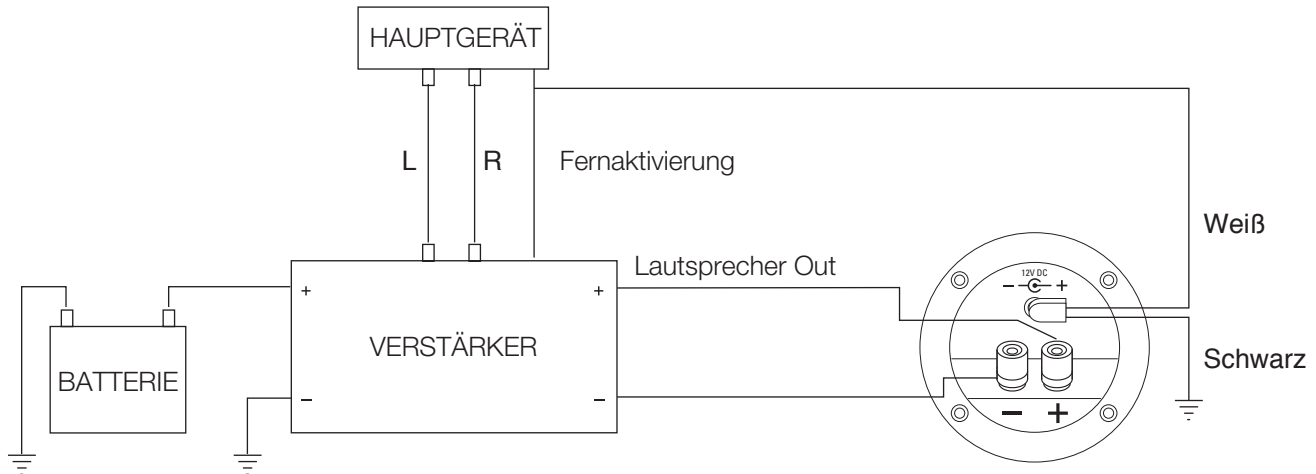 HAUPTGERÄT
L
R
Fernaktivierung
Weiß
Lautsprecher Out
12V DC
− +
+
+
VERSTÄRKER
BATTERIE
Schwarz
−
−
− +